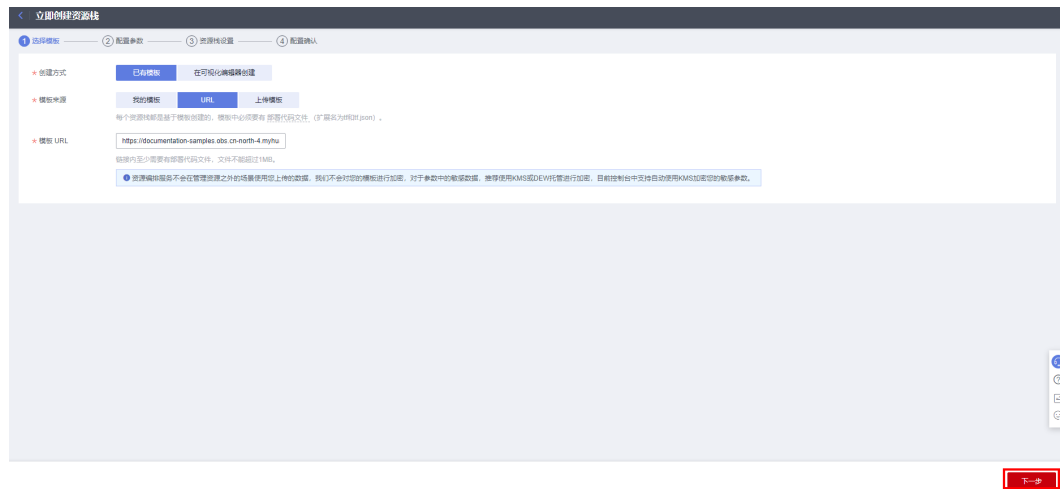 < 立即创建资源栈
1 选择模板 2 配置参数 3 资源栈设置 4 配置确认
* 创建方式 已有模板 在可视化编辑器创建
* 模板来源 我的模板 URL 上传模板
每个资源栈都是基于模板创建的，模板中必须要有 部署代码文件 （扩展名为tf和tf.json）。
* 模板 URL https://documentation-samples.obs.cn-north-4.myhu
链接内至少需要有部署代码文件，文件不能超过1MB。
资源编排服务不会在管理资源之外的场景使用您上传的数据，我们不会对您的模板进行加密，对于参数中的敏感数据，推荐使用KMS或DEW托管进行加密，目前控制台中支持自动使用KMS加密您的敏感参数。
下一步